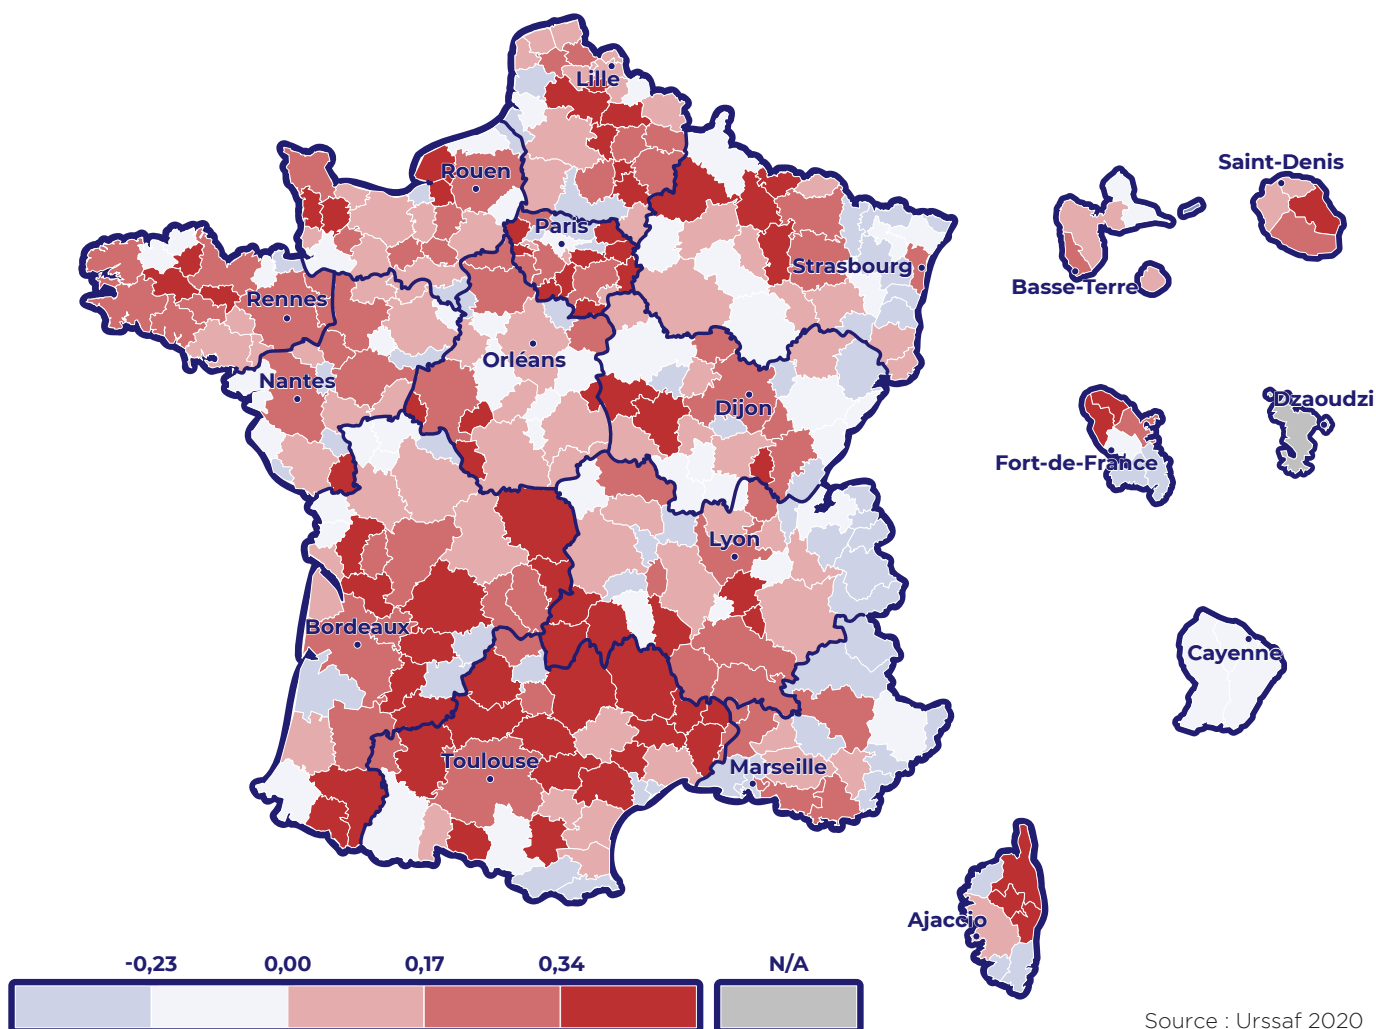 Lille
Saint-Denis
Rouen
Paris
Strasbourg
Basse-Terre
Rennes
Orléans
Nantes
Dijon
Dzaoudzi
Fort-de-France
Lyon
Bordeaux
Cayenne
Toulouse
Marseille
Ajaccio
-0,23 0,00 0,17 0,34 N/A
Source : Urssaf 2020